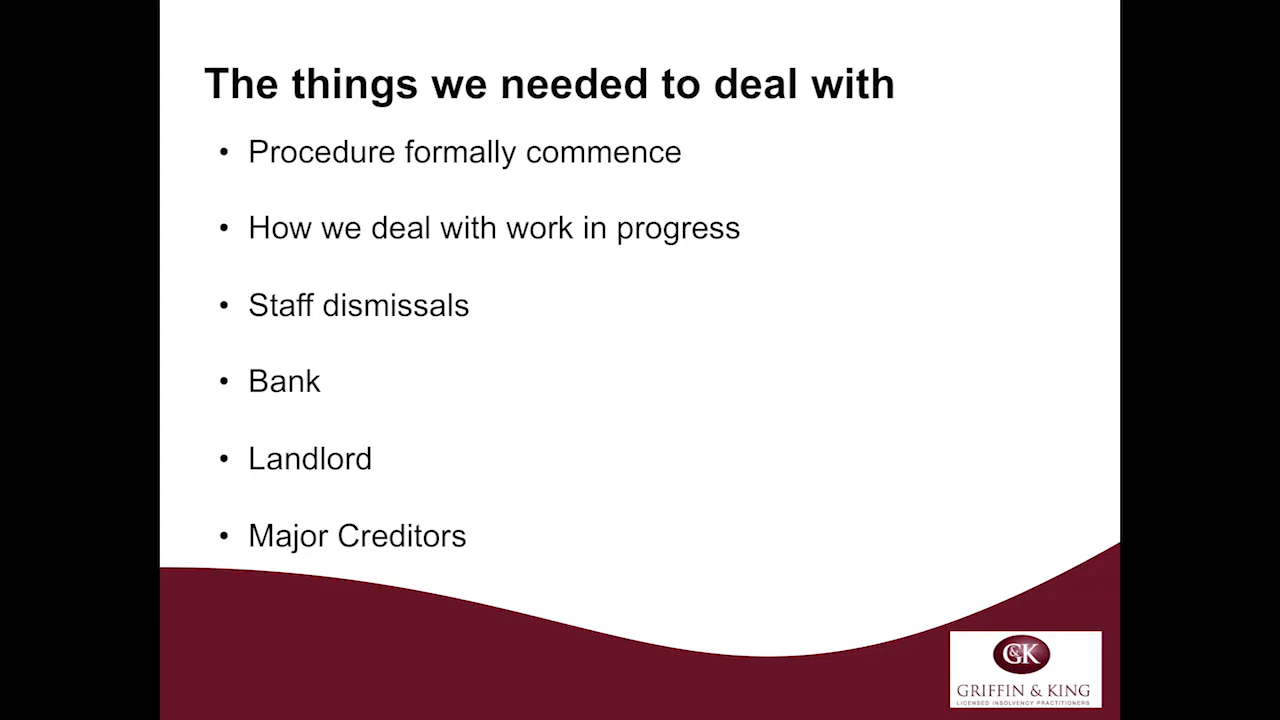 The things we needed to deal with
• Procedure formally commence
• How we deal with work in progress
• Staff dismissals
• Bank
• Landlord
• Major Creditors
G&K
GRIFFIN & KING
LICENSED INSOLVENCY PRACTITIONERS